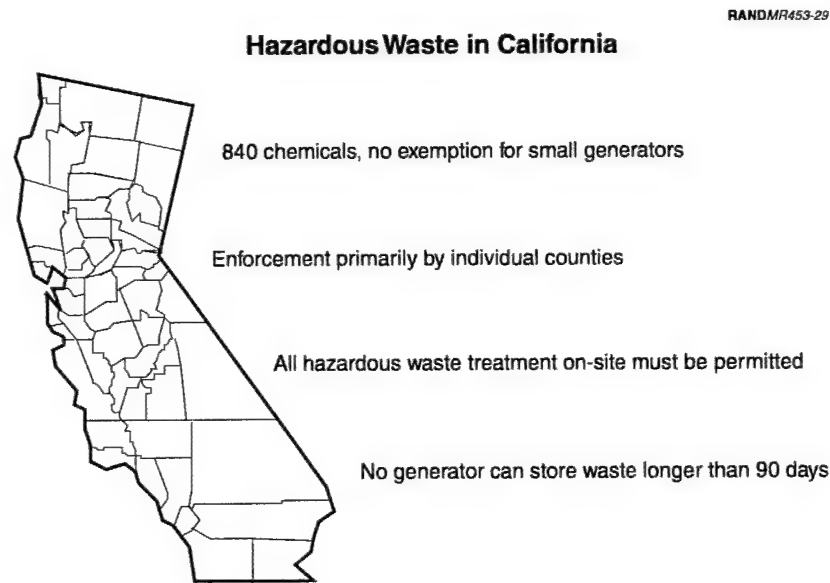 RANDMR453-29
Hazardous Waste in California
840 chemicals, no exemption for small generators
Enforcement primarily by individual counties
All hazardous waste treatment on-site must be permitted
No generator can store waste longer than 90 days